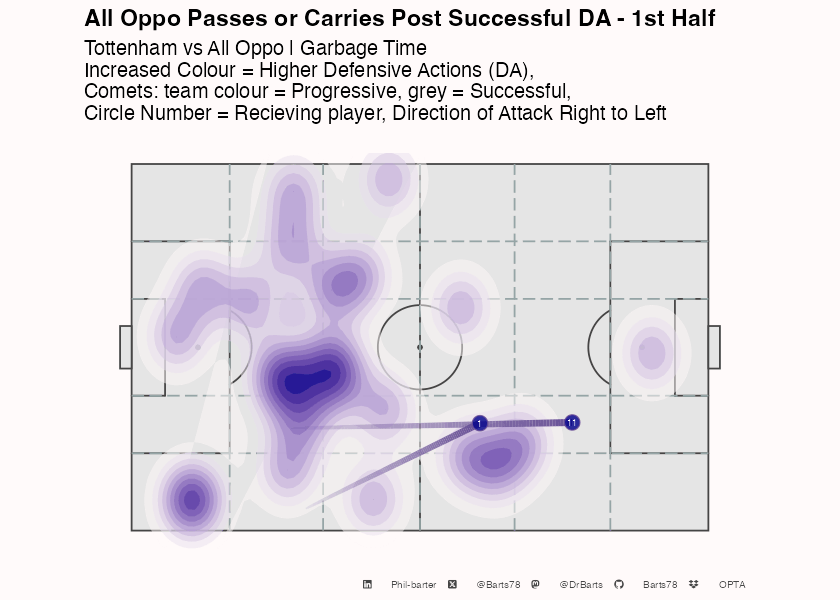 All Oppo Passes or Carries Post Successful DA - 1st Half
Tottenham vs All Oppo | Garbage Time
Increased Colour = Higher Defensive Actions (DA),
Comets: team colour = Progressive, grey = Successful,
Circle Number = Recieving player, Direction of Attack Right to Left
1
11
Phil-barter @Barts78 @DrBarts Barts78 OPTA